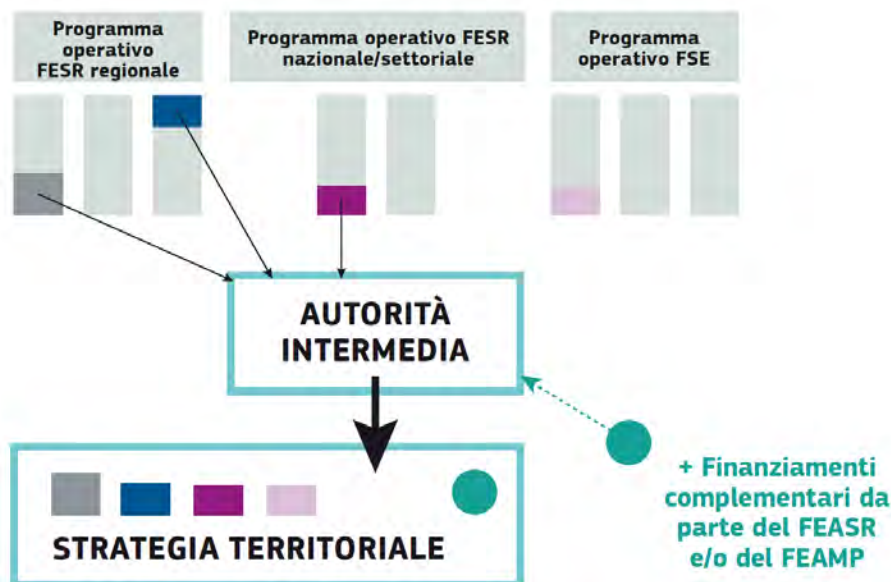 Programma
operativo
FESR regionale
Programma operativo FESR
nazionale/settoriale
Programma
operativo FSE
AUTORITÀ
INTERMEDIA
+ Finanziamenti
complementari da
parte del FEASR
e/o del FEAMP
STRATEGIA TERRITORIALE